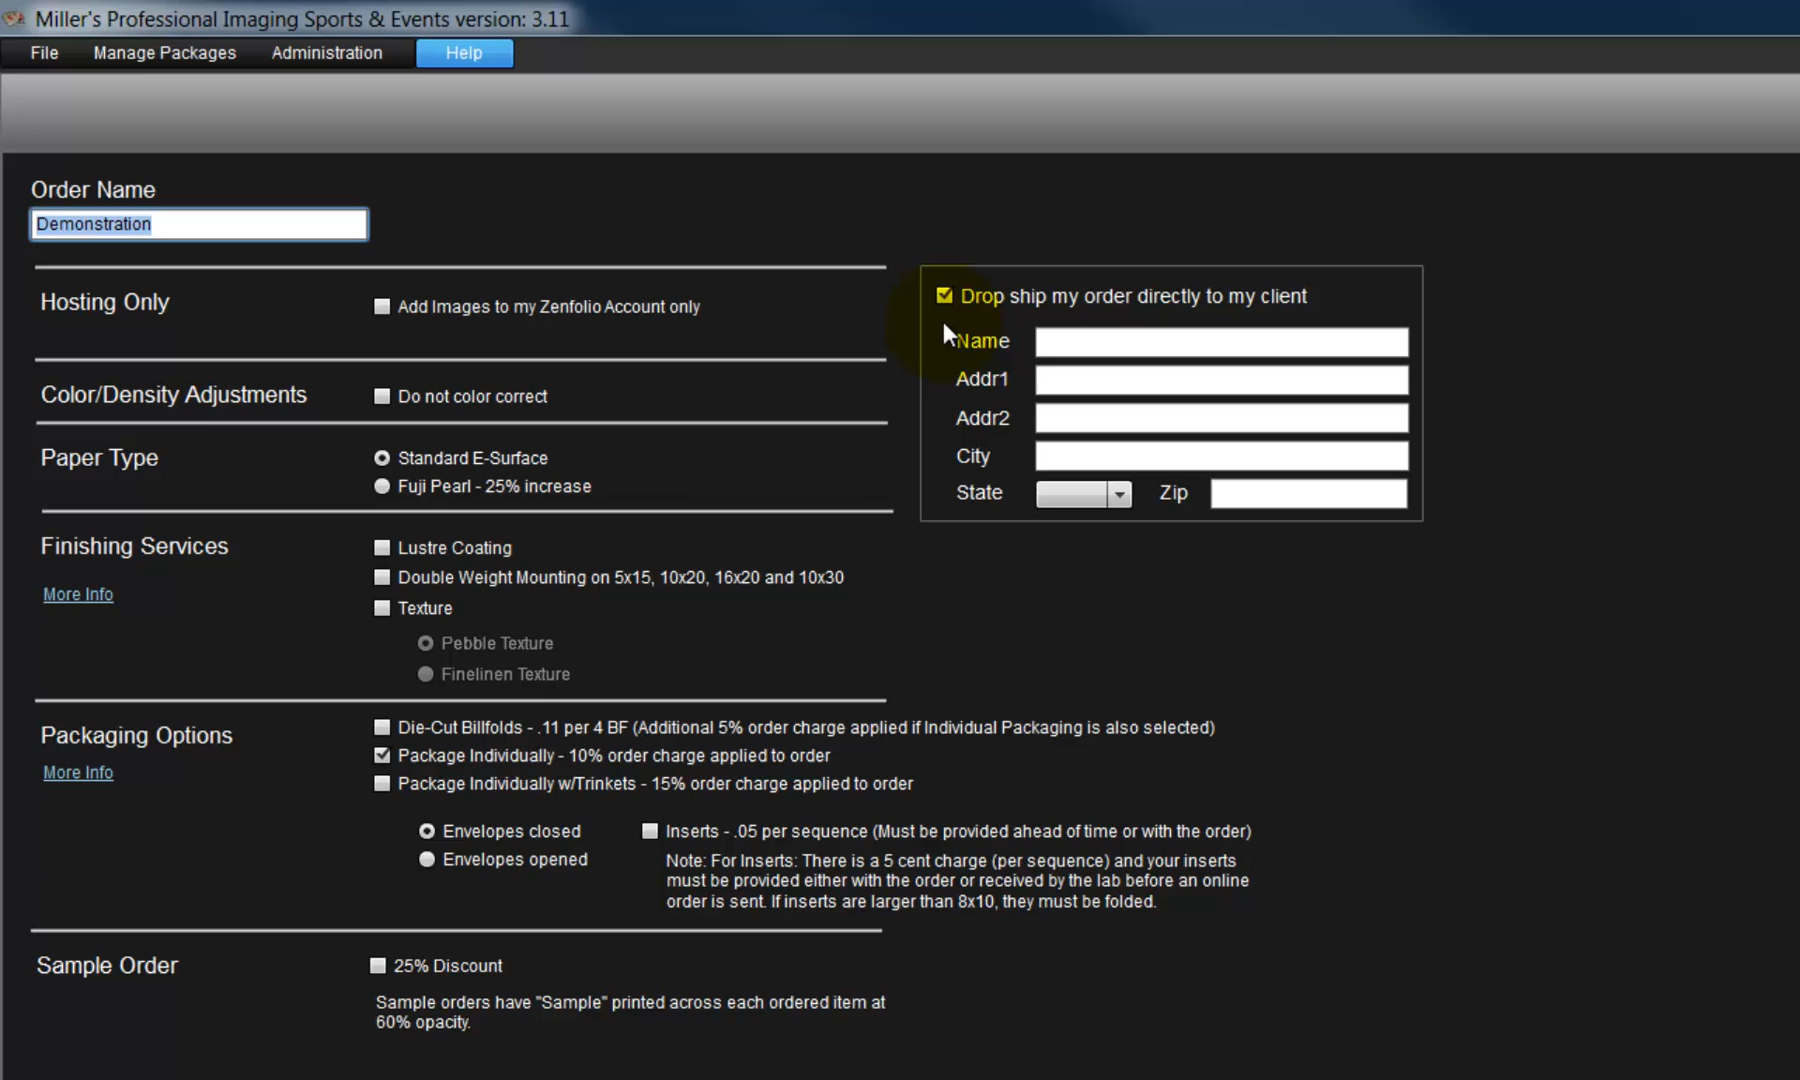 Miller's Professional Imaging Sports & Events version: 3.11
File Manage Packages Administration Help
Order Name
Demonstration
Hosting Only
Add Images to my Zenfolio Account only
Drop ship my order directly to my client
Name
Addr1
Addr2
City
State Zip
Color/Density Adjustments
Do not color correct
Paper Type
Standard E-Surface
Fuji Pearl - 25% increase
Finishing Services
More Info
Lustre Coating
Double Weight Mounting on 5x15, 10x20, 16x20 and 10x30
Texture
Pebble Texture
Finelinen Texture
Packaging Options
More Info
Die-Cut Billfolds - .11 per 4 BF (Additional 5% order charge applied if Individual Packaging is also selected)
Package Individually - 10% order charge applied to order
Package Individually w/Trinkets - 15% order charge applied to order
Envelopes closed
Envelopes opened
Inserts - .05 per sequence (Must be provided ahead of time or with the order)
Note: For Inserts: There is a 5 cent charge (per sequence) and your inserts
must be provided either with the order or received by the lab before an online
order is sent. If inserts are larger than 8x10, they must be folded.
Sample Order
25% Discount
Sample orders have "Sample" printed across each ordered item at
60% opacity.